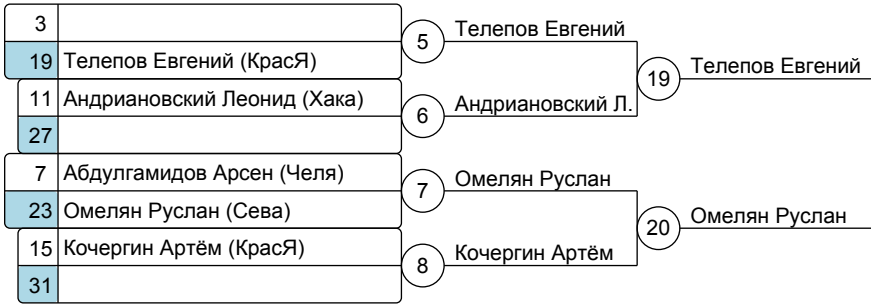 3
19 Телепов Евгений (КрасЯ)
5 Телепов Евгений
11 Андриановский Леонид (Хака)
27
6 Андриановский Л.
19 Телепов Евгений
7 Абдулгамидов Арсен (Челя)
23 Омелян Руслан (Сева)
7 Омелян Руслан
15 Кочергин Артём (КрасЯ)
31
8 Кочергин Артём
20 Омелян Руслан